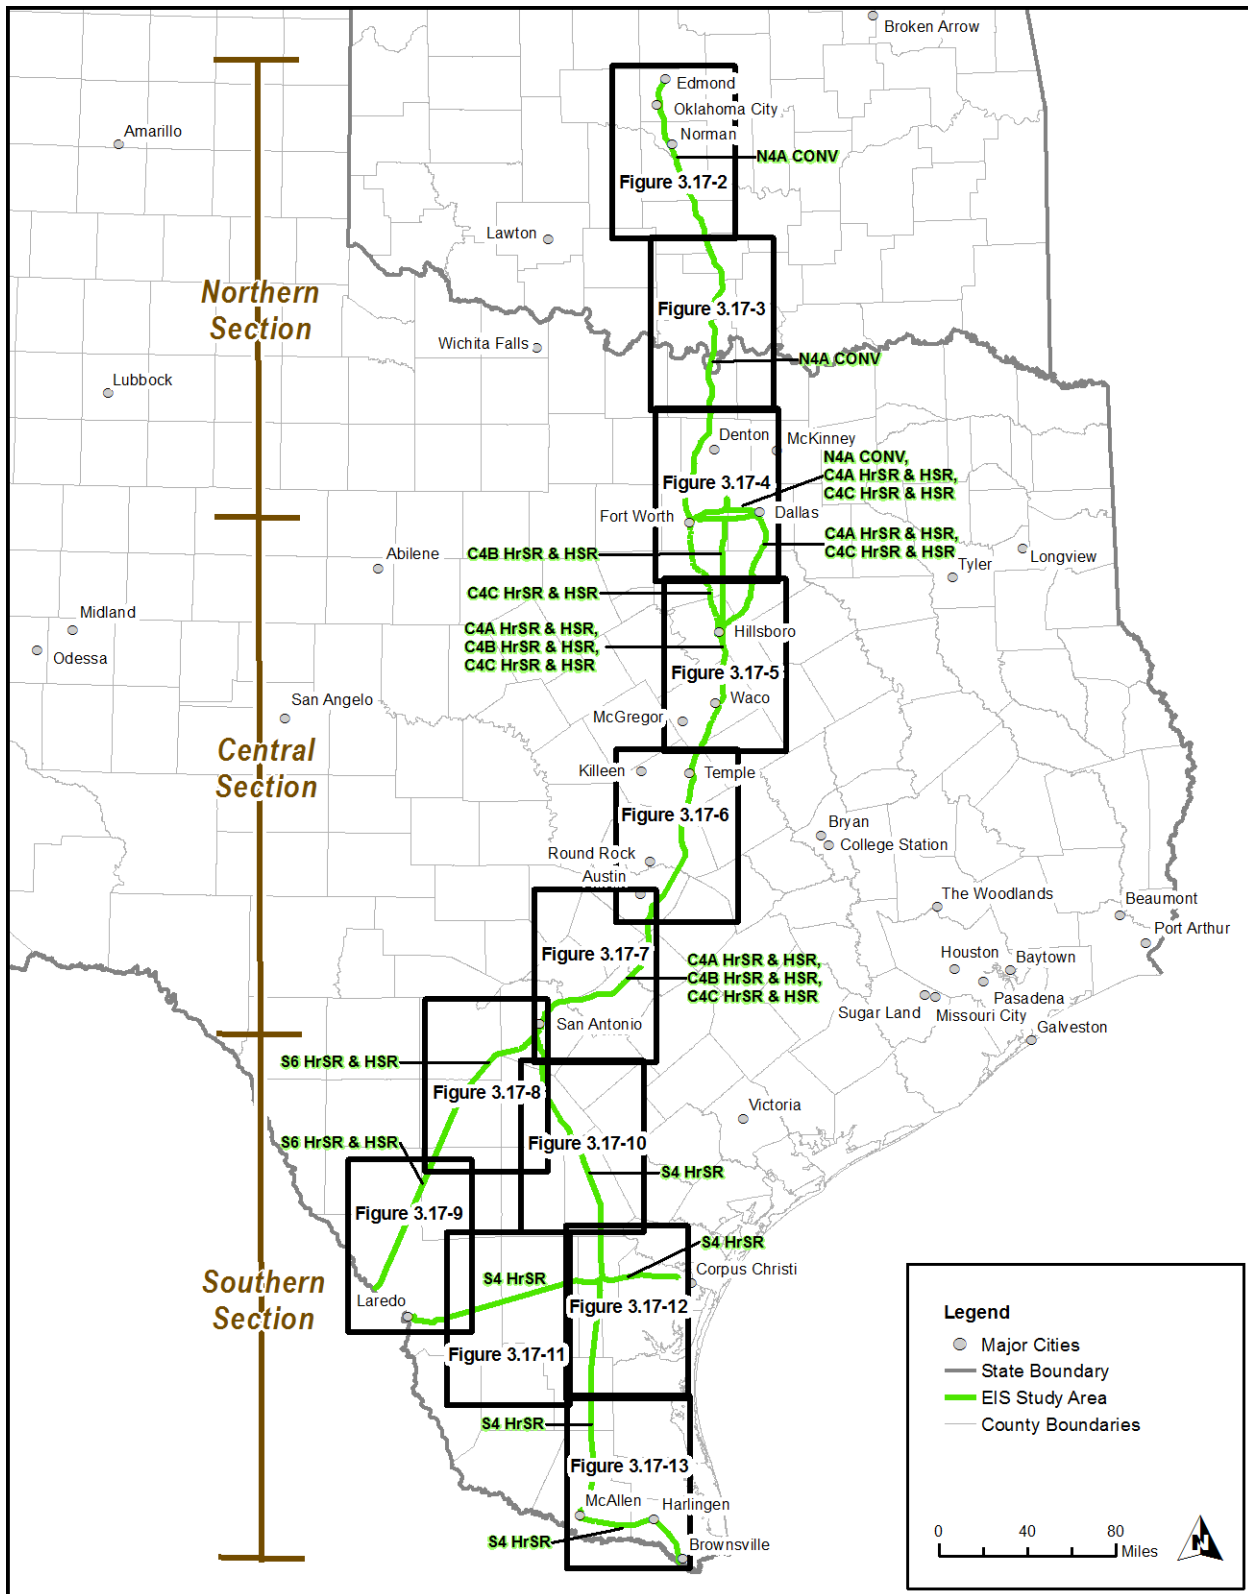 Broken Arrow
Edmond
Oklahoma City
Amarillo
Norman
N4A CONV
Figure 3.17-2
Lawton
Northern
Section
Figure 3.17-3
Wichita Falls
N4A CONV
Lubbock
Denton
McKinney
N4A CONV,
C4A HrSR & HSR,
C4C HrSR & HSR
Figure 3.17-4
Fort Worth
Dallas
C4A HrSR & HSR,
C4C HrSR & HSR
Abilene
C4B HrSR & HSR
Longview
Tyler
C4C HrSR & HSR
Midland
Odessa
C4A HrSR & HSR,
C4B HrSR & HSR,
C4C HrSR & HSR
Hillsboro
Figure 3.17-5
San Angelo
Waco
McGregor
Central
Section
Killeen
Temple
Figure 3.17-6
Bryan
College Station
Round Rock
Austin
The Woodlands
Beaumont
Port Arthur
Figure 3.17-7
C4A HrSR & HSR,
C4B HrSR & HSR,
C4C HrSR & HSR
Houston
Baytown
Pasadena
Sugar Land
Missouri City
San Antonio
Galveston
S6 HrSR & HSR
Figure 3.17-8
Victoria
S6 HrSR & HSR
Figure 3.17-10
S4 HrSR
Figure 3.17-9
S4 HrSR
Southern
Section
S4 HrSR
Corpus Christi
Laredo
Figure 3.17-12
Figure 3.17-11
S4 HrSR
Figure 3.17-13
McAllen
Harlingen
S4 HrSR
Brownsville
Legend
Major Cities
State Boundary
EIS Study Area
County Boundaries
0 40 80
Miles
N